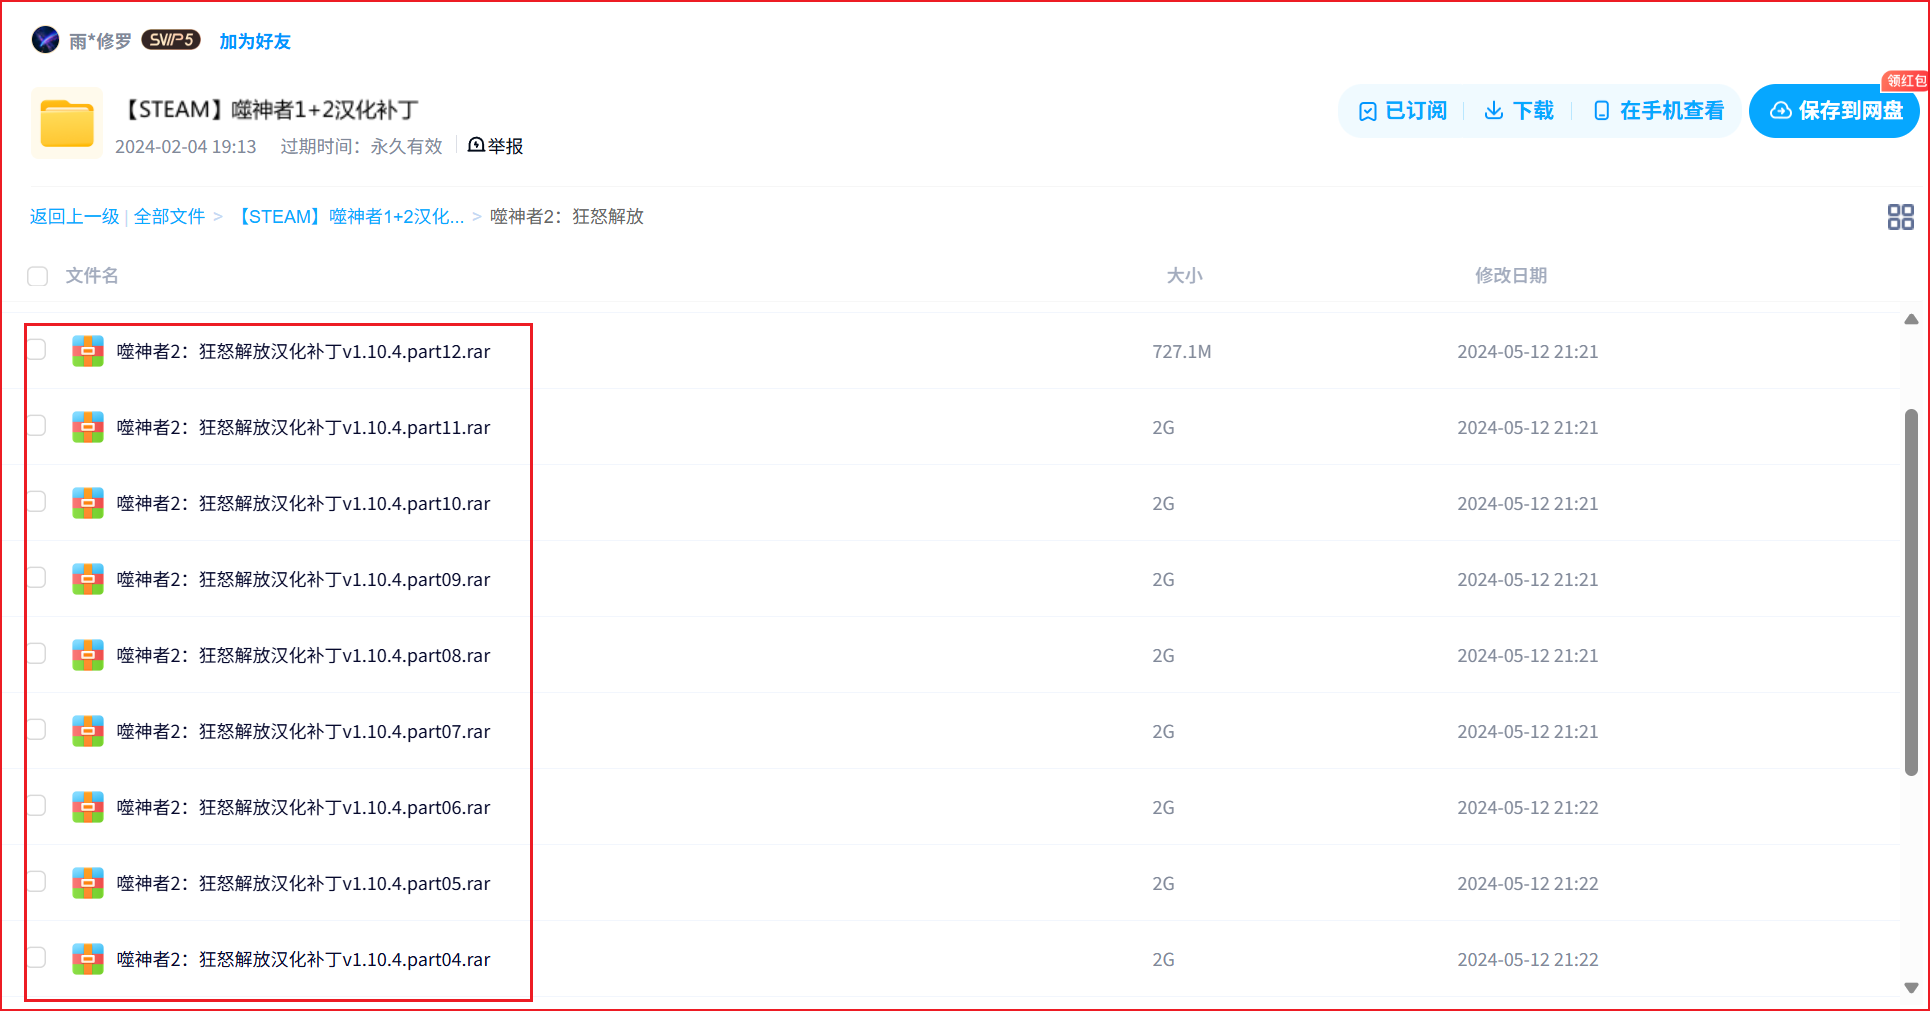 雨*修罗 SVIP5 加为好友
领红包
【STEAM】噬神者1+2汉化补丁
已订阅 下载 在手机查看 保存到网盘
2024-02-04 19:13 过期时间：永久有效 举报
返回上一级 | 全部文件 > 【STEAM】噬神者1+2汉化... > 噬神者2：狂怒解放
文件名 大小 修改日期
噬神者2：狂怒解放汉化补丁v1.10.4.part12.rar 727.1M 2024-05-12 21:21
噬神者2：狂怒解放汉化补丁v1.10.4.part11.rar 2G 2024-05-12 21:21
噬神者2：狂怒解放汉化补丁v1.10.4.part10.rar 2G 2024-05-12 21:21
噬神者2：狂怒解放汉化补丁v1.10.4.part09.rar 2G 2024-05-12 21:21
噬神者2：狂怒解放汉化补丁v1.10.4.part08.rar 2G 2024-05-12 21:21
噬神者2：狂怒解放汉化补丁v1.10.4.part07.rar 2G 2024-05-12 21:21
噬神者2：狂怒解放汉化补丁v1.10.4.part06.rar 2G 2024-05-12 21:22
噬神者2：狂怒解放汉化补丁v1.10.4.part05.rar 2G 2024-05-12 21:22
噬神者2：狂怒解放汉化补丁v1.10.4.part04.rar 2G 2024-05-12 21:22